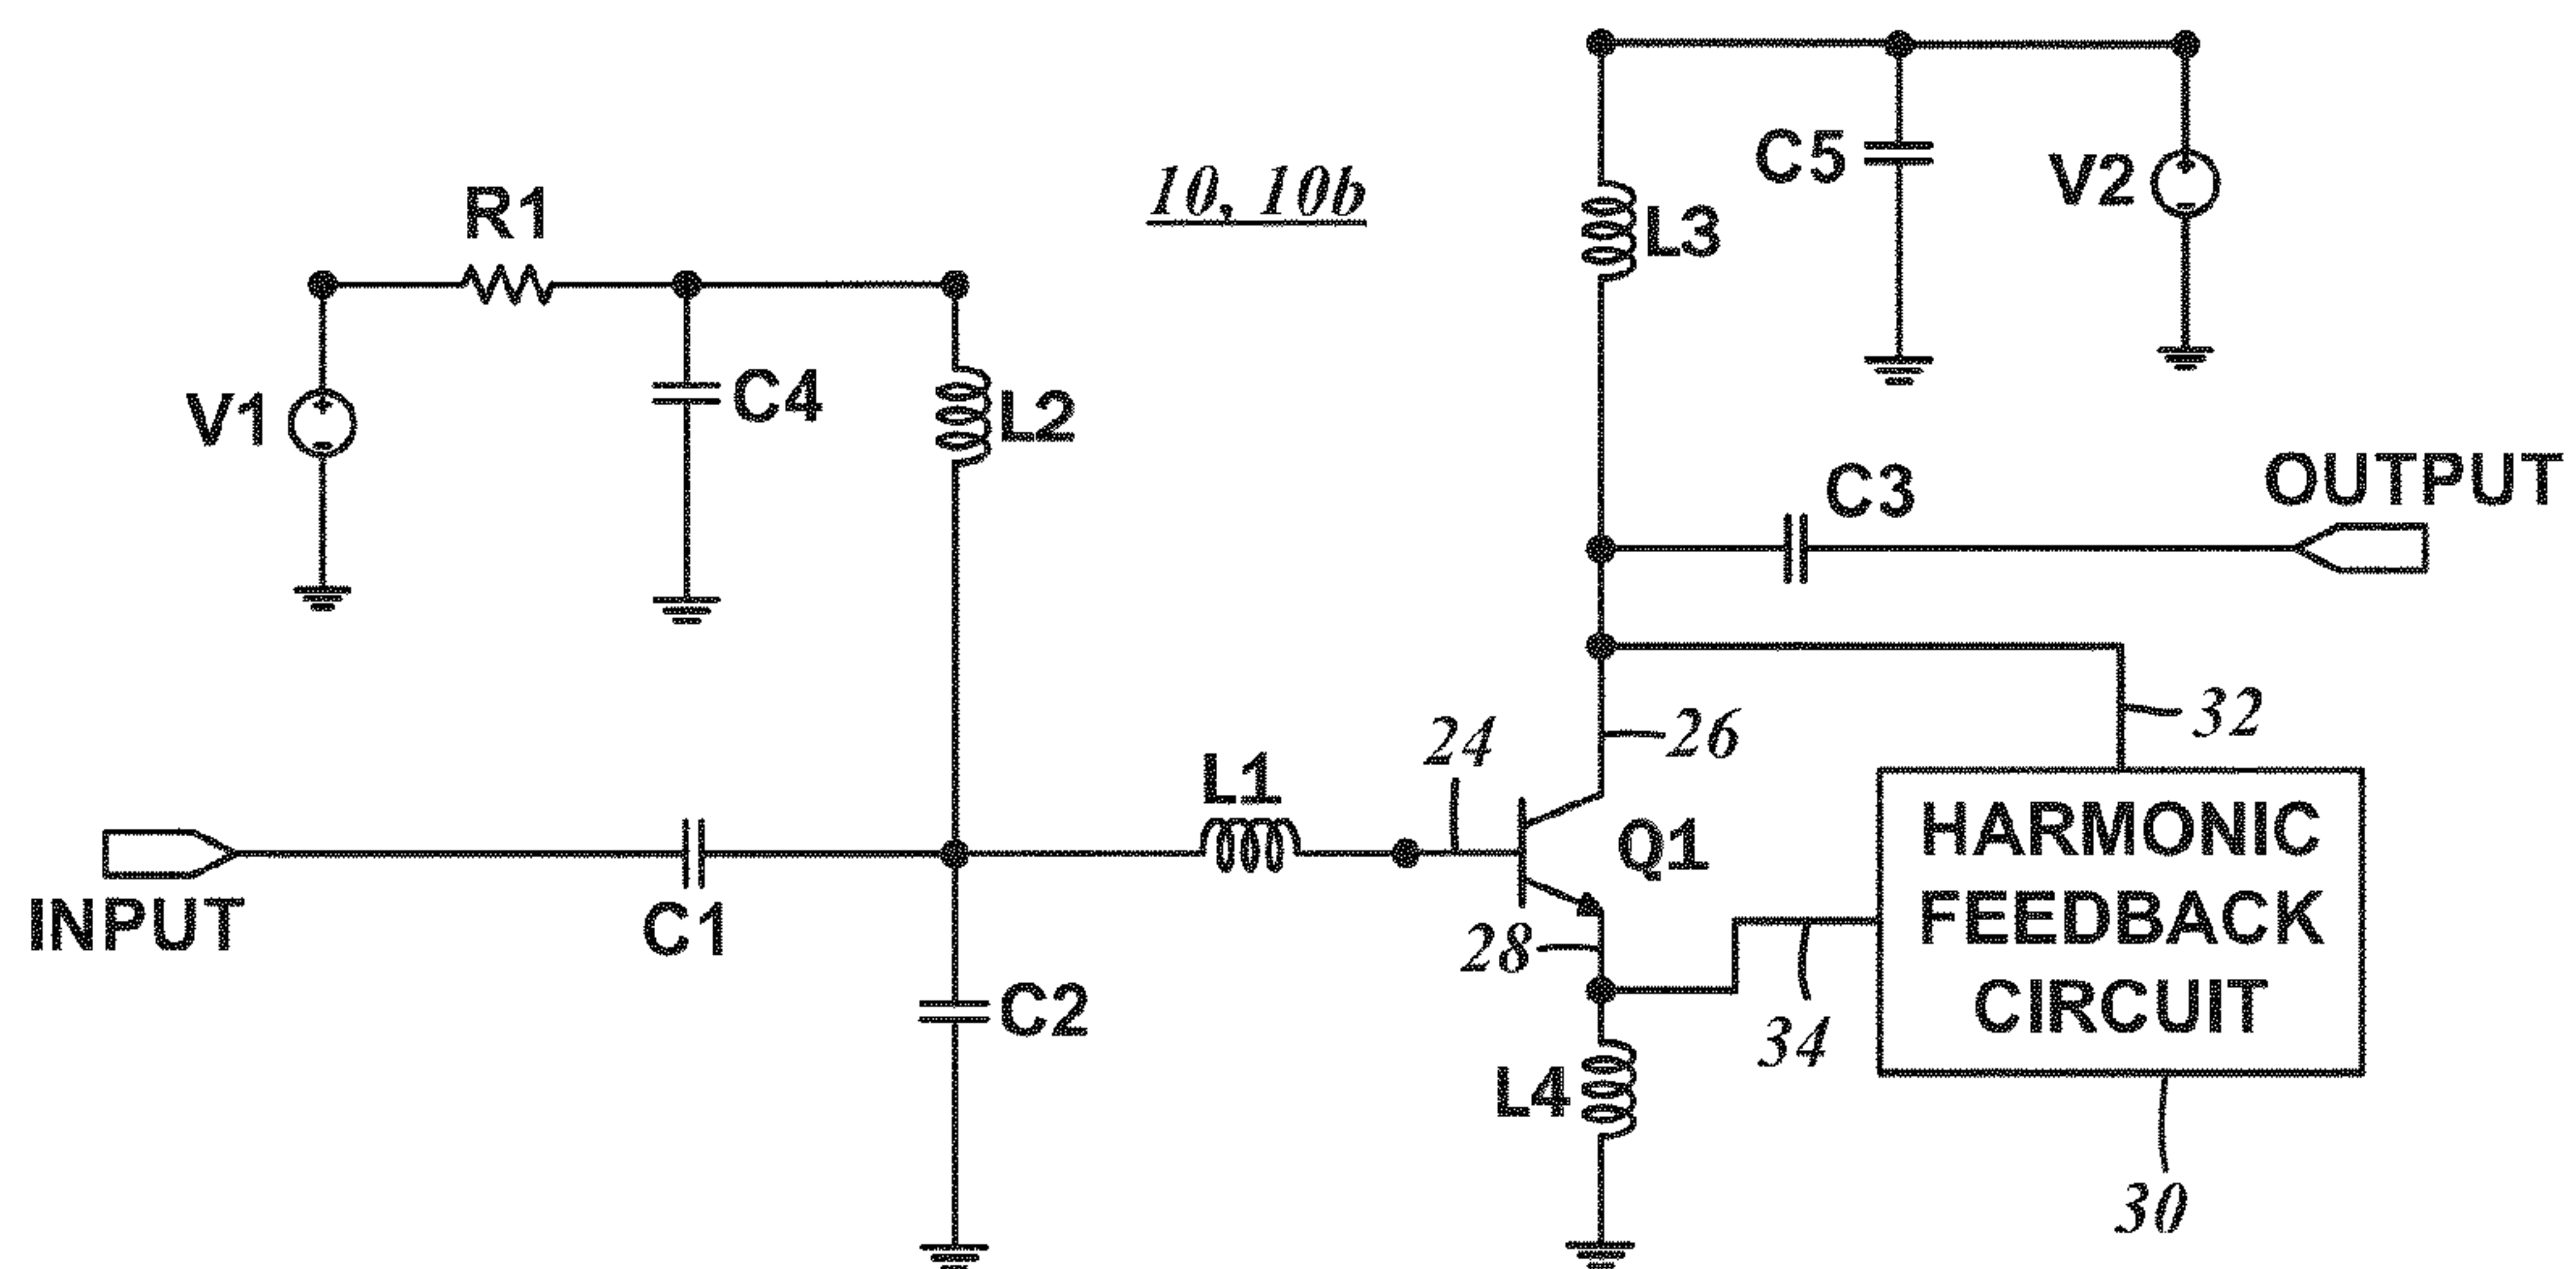 10, 10b
R1
C5
V2
L3
V1
C4
L2
OUTPUT
C3
32
24
26
L1
HARMONIC
FEEDBACK
CIRCUIT
Q1
INPUT
C1
28
34
C2
L4
30